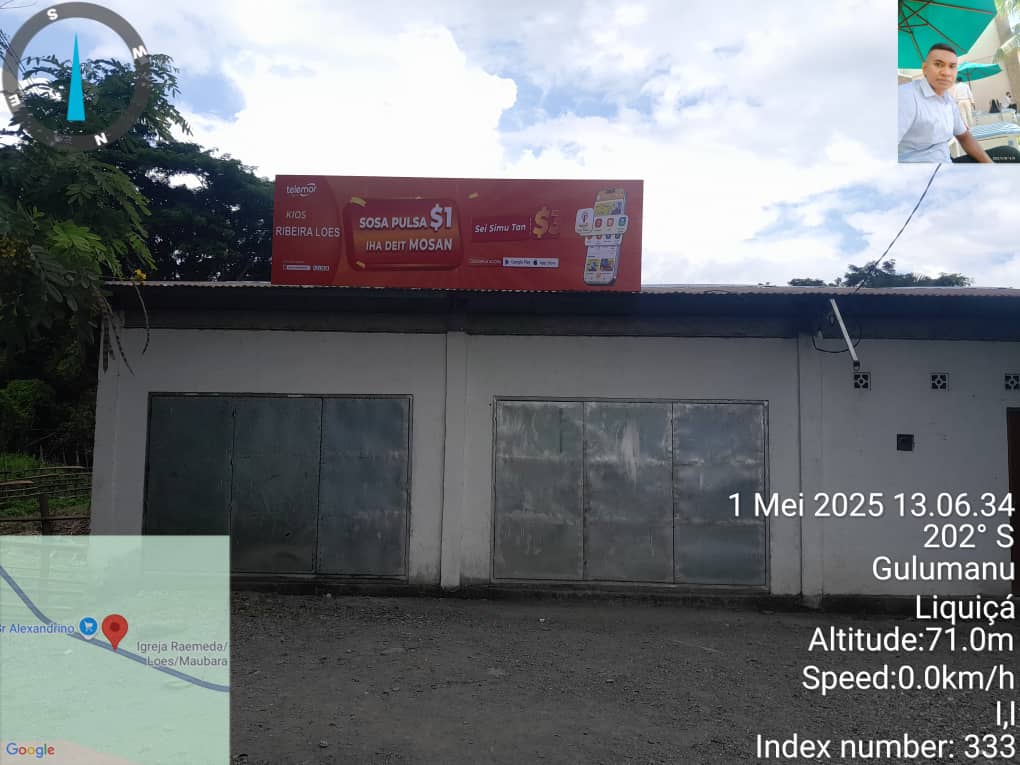 S
W
E
N
telemor
KIOS
RIBEIRA LOES
SOSA PULSA $1
IHA DEIT MOSAN
Sei Simu Tan
Google Play
App Store
1 Mei 2025 13.06.34
202° S
Gulumanu
Liquiçá
Altitude:71.0m
Speed:0.0km/h
Index number: 333
r Alexandrino
Igreja Raemeda/
Loes/Maubara
Google